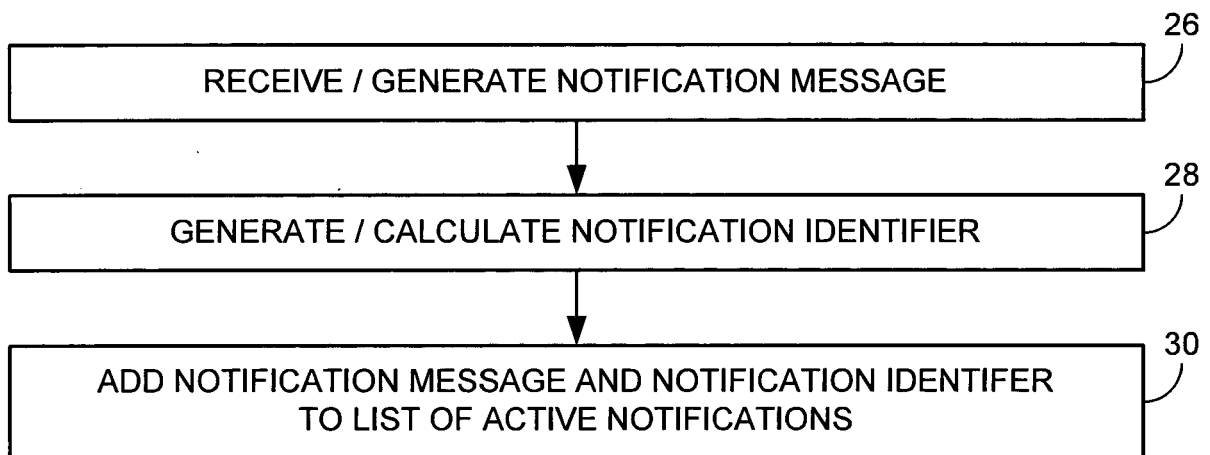 26
RECEIVE / GENERATE NOTIFICATION MESSAGE
28
GENERATE / CALCULATE NOTIFICATION IDENTIFIER
30
ADD NOTIFICATION MESSAGE AND NOTIFICATION IDENTIFER
TO LIST OF ACTIVE NOTIFICATIONS